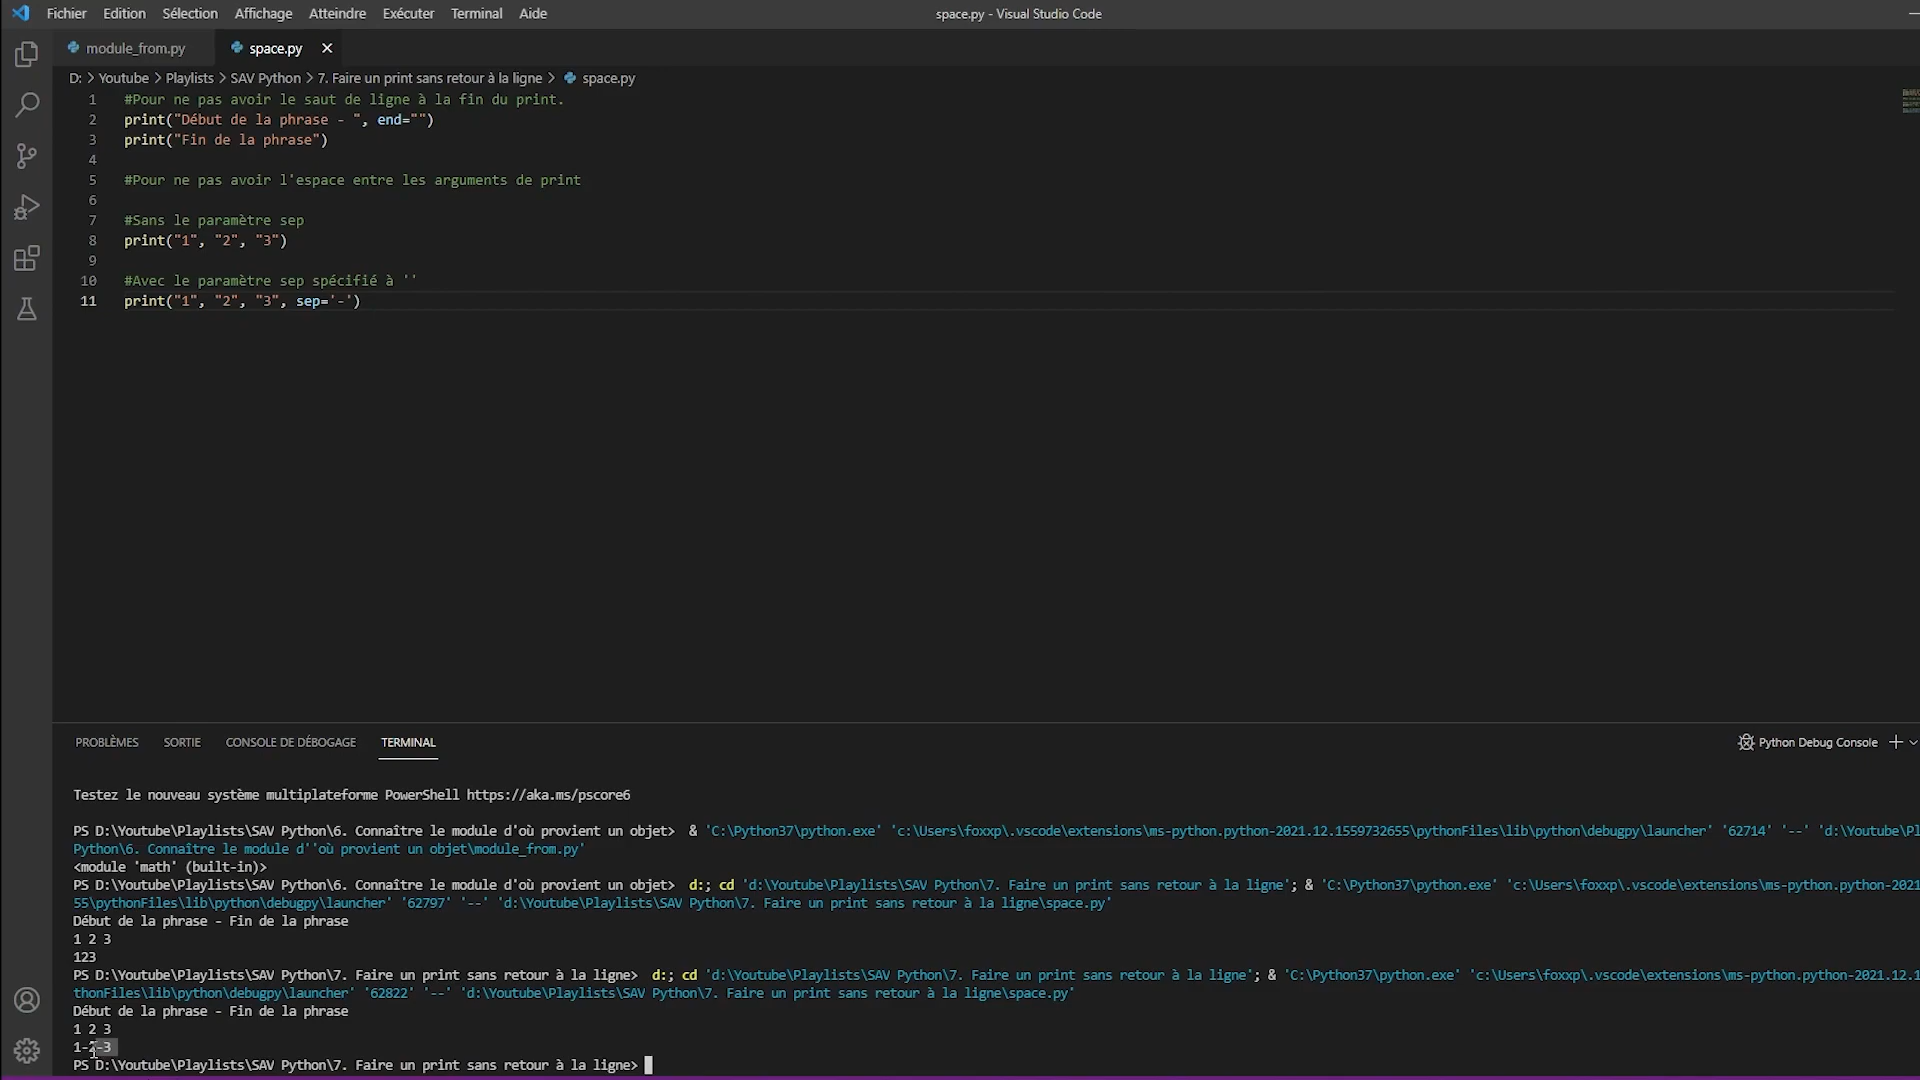 Fichier Edition Sélection Affichage Atteindre Exécuter Terminal Aide
space.py - Visual Studio Code
module_from.py space.py
D: > Youtube > Playlists > SAV Python > 7. Faire un print sans retour à la ligne > space.py
1 #Pour ne pas avoir le saut de ligne à la fin du print.
2 print("Début de la phrase - ", end="")
3 print("Fin de la phrase")
4
5 #Pour ne pas avoir l'espace entre les arguments de print
6
7 #Sans le paramètre sep
8 print("1", "2", "3")
9
10 #Avec le paramètre sep spécifié à ''
11 print("1", "2", "3", sep='-')
PROBLÈMES SORTIE CONSOLE DE DÉBOGAGE TERMINAL
Python Debug Console
Testez le nouveau système multiplateforme PowerShell https://aka.ms/pscore6
PS D:\Youtube\Playlists\SAV Python\6. Connaître le module d'où provient un objet> & 'C:\Python37\python.exe' 'c:\Users\foxxp\.vscode\extensions\ms-python.python-2021.12.1559732655\pythonFiles\lib\python\debugpy\launcher' '62714' '--' 'd:\Youtube\Pl
Python\6. Connaître le module d''où provient un objet\module_from.py'
<module 'math' (built-in)>
PS D:\Youtube\Playlists\SAV Python\6. Connaître le module d'où provient un objet> d:; cd 'd:\Youtube\Playlists\SAV Python\7. Faire un print sans retour à la ligne'; & 'C:\Python37\python.exe' 'c:\Users\foxxp\.vscode\extensions\ms-python.python-2021
55\pythonFiles\lib\python\debugpy\launcher' '62797' '--' 'd:\Youtube\Playlists\SAV Python\7. Faire un print sans retour à la ligne\space.py'
Début de la phrase - Fin de la phrase
1 2 3
123
PS D:\Youtube\Playlists\SAV Python\7. Faire un print sans retour à la ligne> d:; cd 'd:\Youtube\Playlists\SAV Python\7. Faire un print sans retour à la ligne'; & 'C:\Python37\python.exe' 'c:\Users\foxxp\.vscode\extensions\ms-python.python-2021.12.1
thonFiles\lib\python\debugpy\launcher' '62822' '--' 'd:\Youtube\Playlists\SAV Python\7. Faire un print sans retour à la ligne\space.py'
Début de la phrase - Fin de la phrase
1 2 3
1-2-3
PS D:\Youtube\Playlists\SAV Python\7. Faire un print sans retour à la ligne>